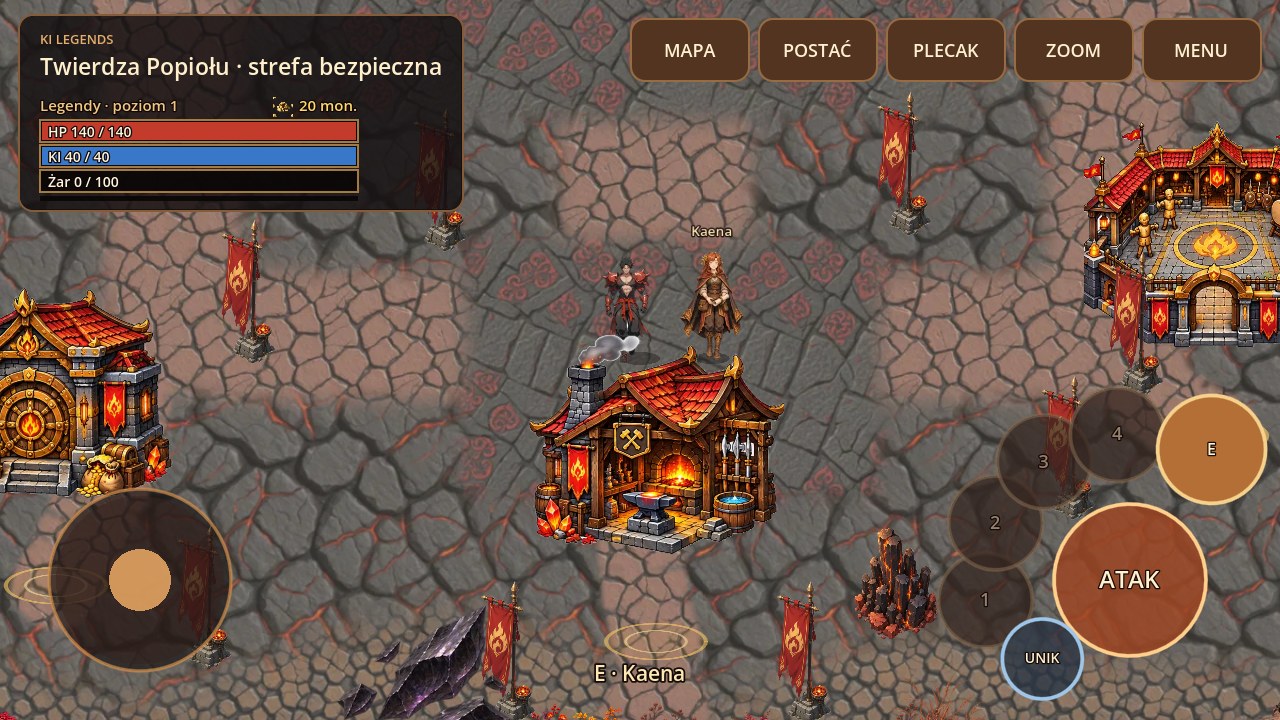 KI LEGENDS
Twierdza Popiołu · strefa bezpieczna
Legendy · poziom 1
20 mon.
HP 140 / 140
KI 40 / 40
Żar 0 / 100
MAPA
POSTAĆ
PLECAK
ZOOM
MENU
Kaena
4
E
3
2
ATAK
1
UNIK
E · Kaena